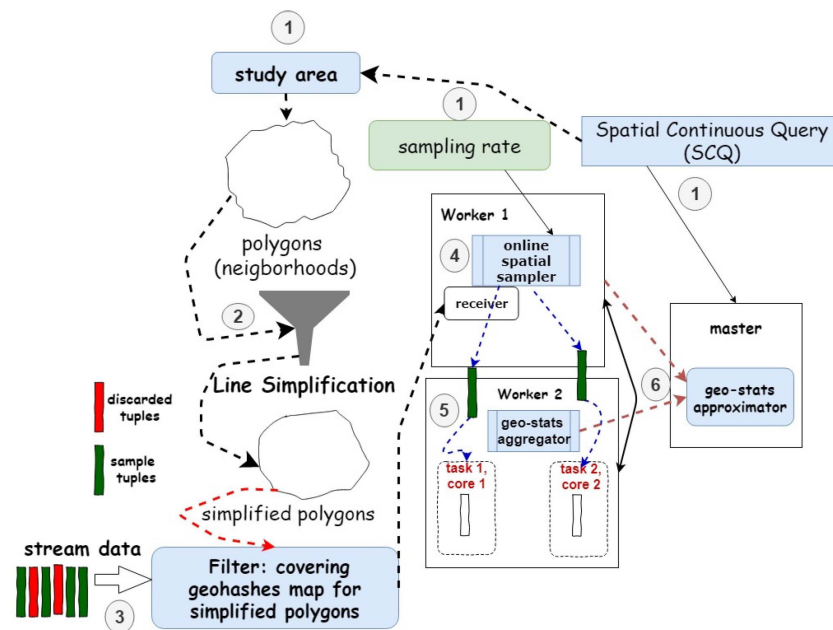 1
study area
1
sampling rate
Spatial Continuous Query
(SCQ)
1
polygons
(neigborhoods)
2
Line Simplification
simplified polygons
discarded
tuples
sample
tuples
stream data
3
Filter: covering
geohashes map for
simplified polygons
Worker 1
4
online
spatial
sampler
receiver
Worker 2
5
geo-stats
aggregator
task 1,
core 1
task 2,
core 2
6
master
geo-stats
approximator